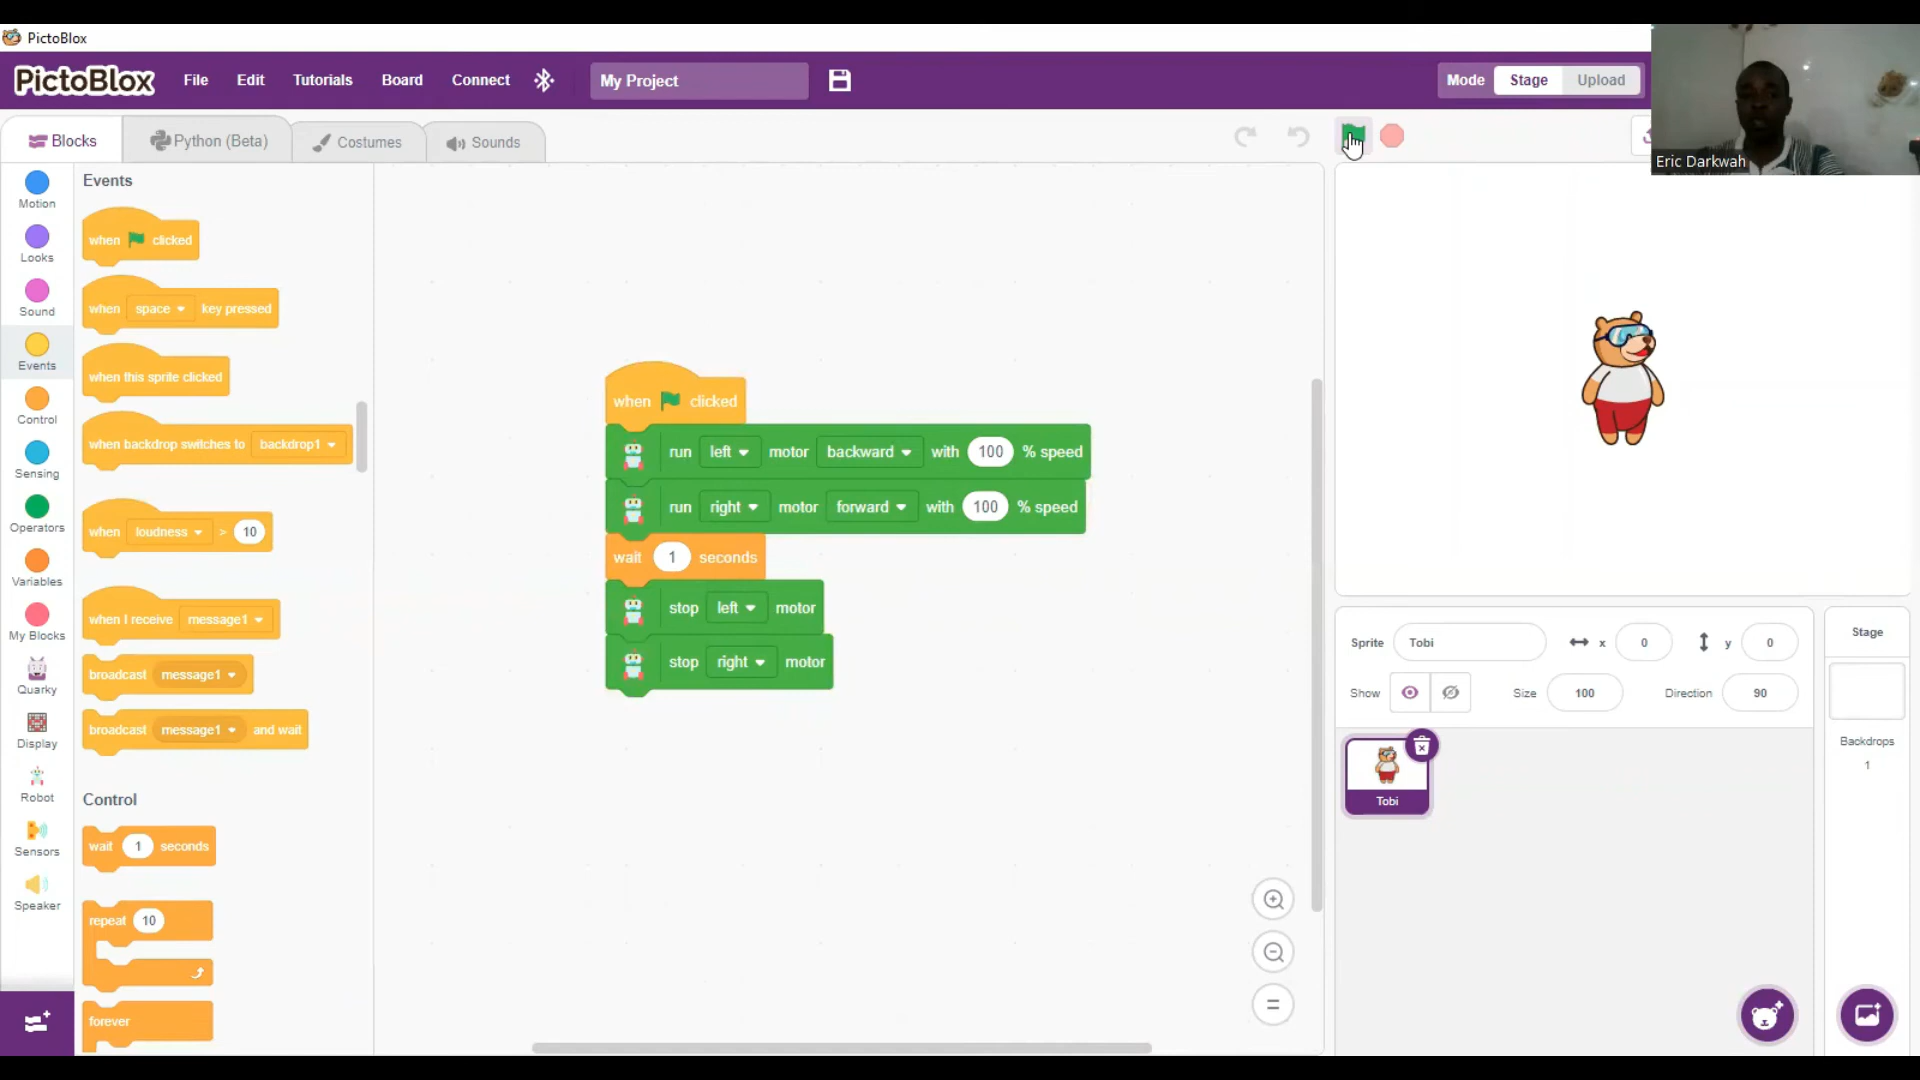 PictoBlox
PictoBlox File Edit Tutorials Board Connect My Project Mode Stage Upload
Blocks Python (Beta) Costumes Sounds
Eric Darkwah
Motion
Looks
Sound
Events
Control
Sensing
Operators
Variables
My Blocks
Quarky
Display
Robot
Sensors
Speaker
Events
when clicked
when space key pressed
when this sprite clicked
when backdrop switches to backdrop1
when loudness > 10
when I receive message1
broadcast message1
broadcast message1 and wait
Control
wait 1 seconds
repeat 10
forever
when clicked
run left motor backward with 100 % speed
run right motor forward with 100 % speed
wait 1 seconds
stop left motor
stop right motor
Sprite Tobi x 0 y 0
Show Size 100 Direction 90
Tobi
Stage
Backdrops
1